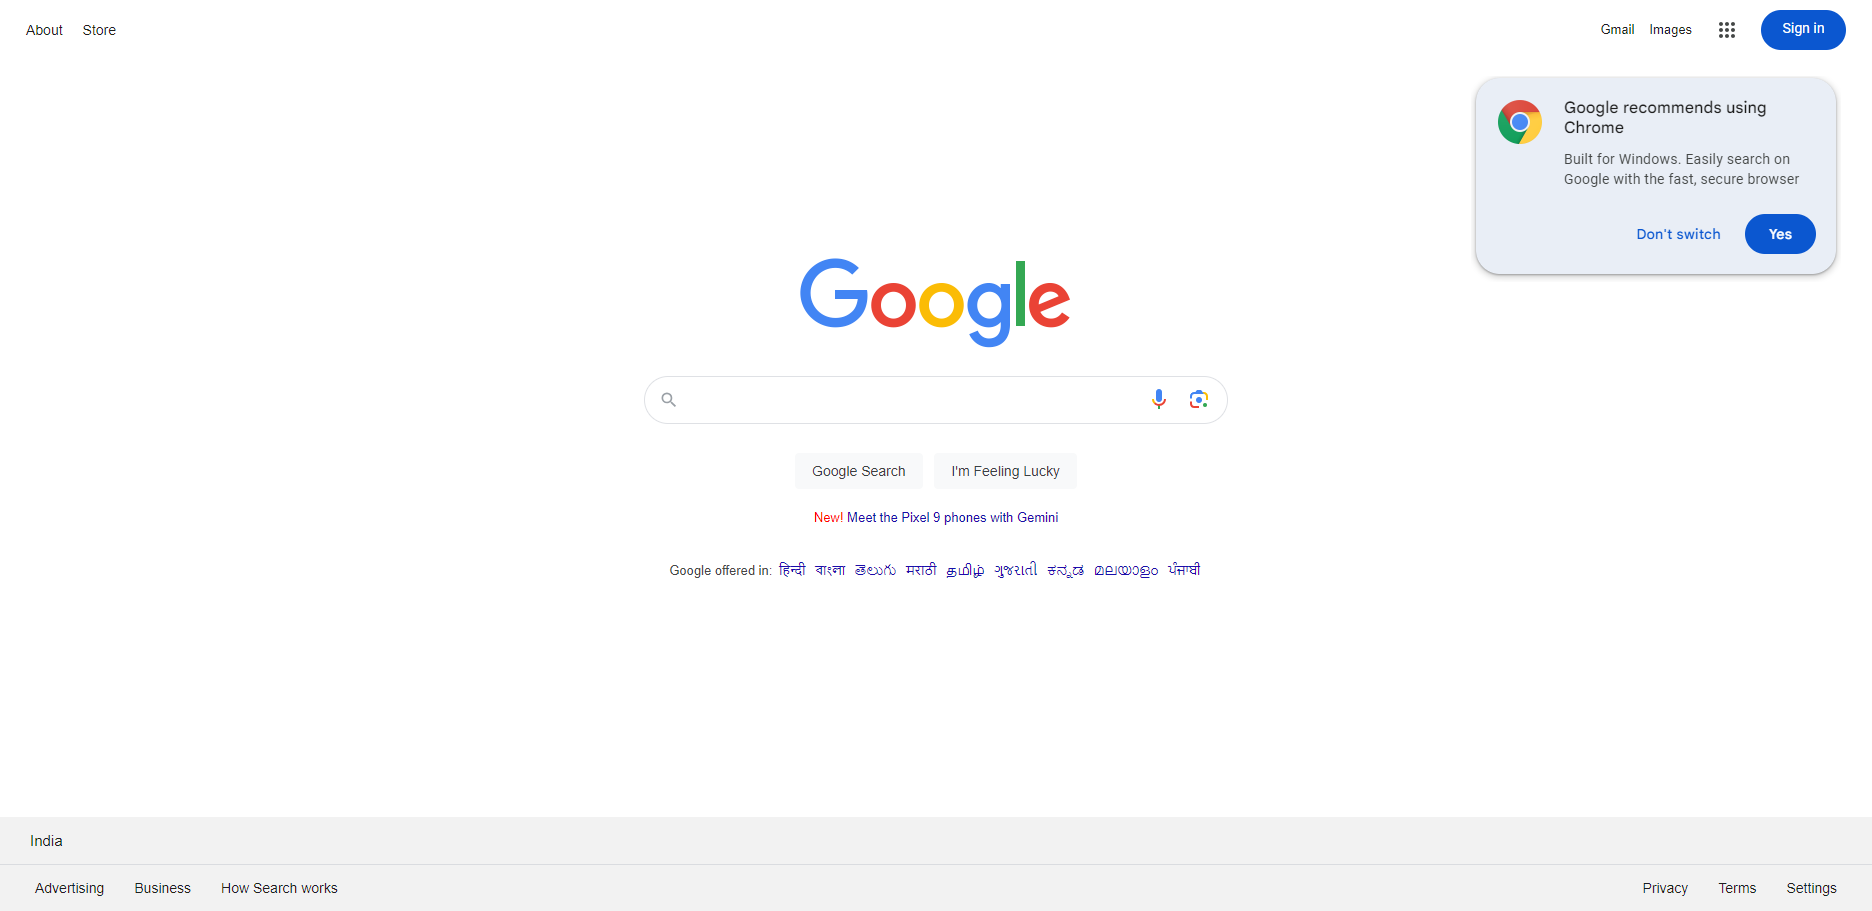 About Store
Gmail Images Sign in
Google recommends using
Chrome
Built for Windows. Easily search on
Google with the fast, secure browser
Don't switch Yes
Google
Google Search I'm Feeling Lucky
New! Meet the Pixel 9 phones with Gemini
Google offered in: हिन्दी বাংলা తెలుగు मराठी தமிழ் ગુજરાતી ಕನ್ನಡ മലയാളം ਪੰਜਾਬੀ
India
Advertising Business How Search works
Privacy Terms Settings